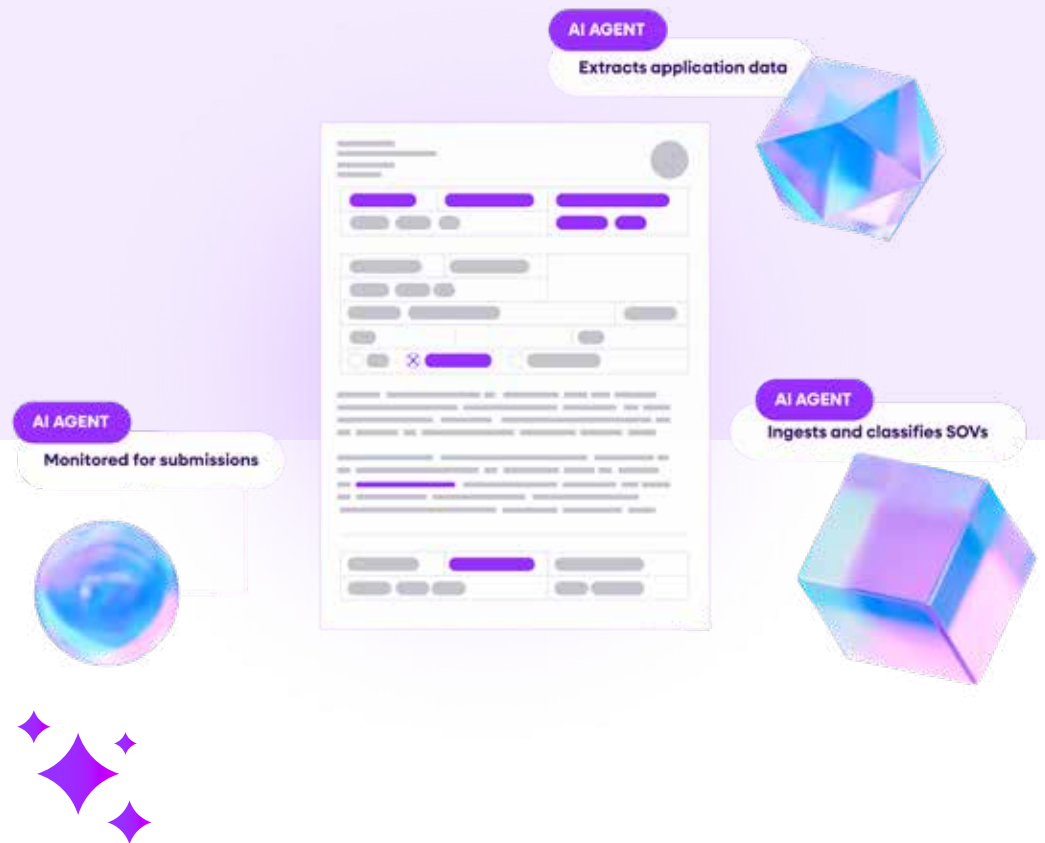 AI AGENT
Extracts application data
AI AGENT
Ingests and classifies SOVs
AI AGENT
Monitored for submissions